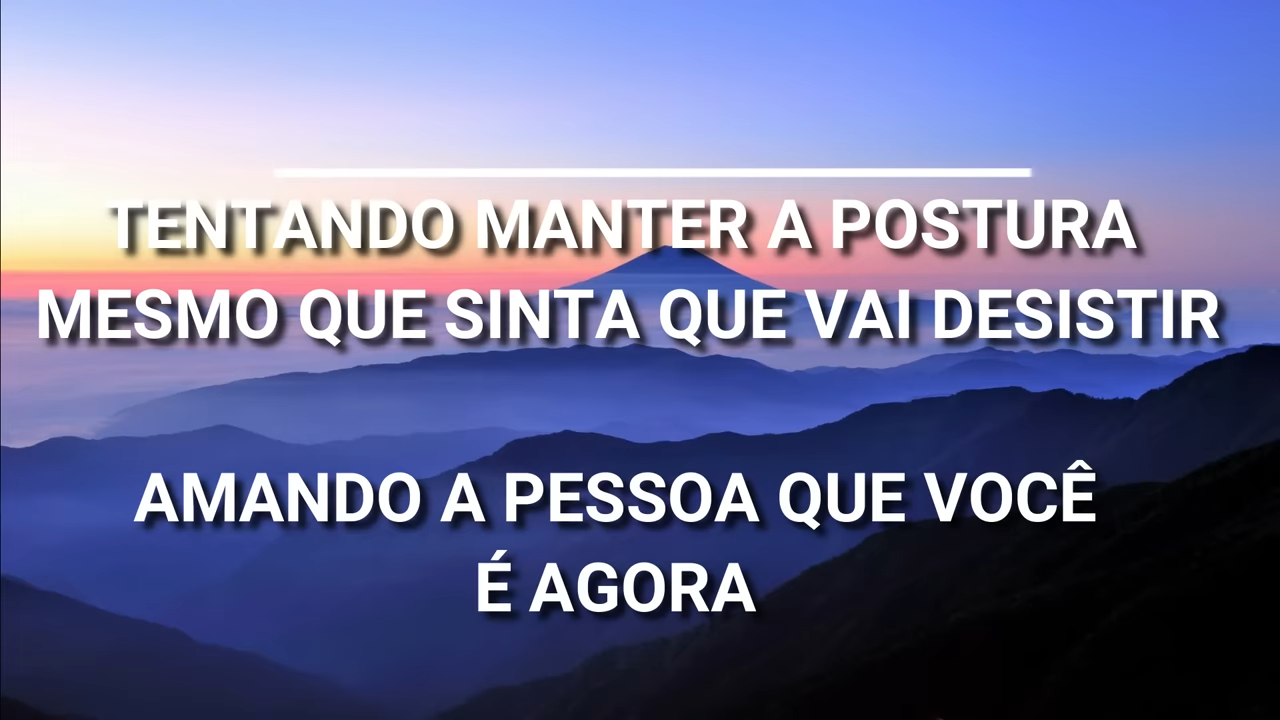 TENTANDO MANTER A POSTURA
MESMO QUE SINTA QUE VAI DESISTIR
AMANDO A PESSOA QUE VOCÊ
É AGORA